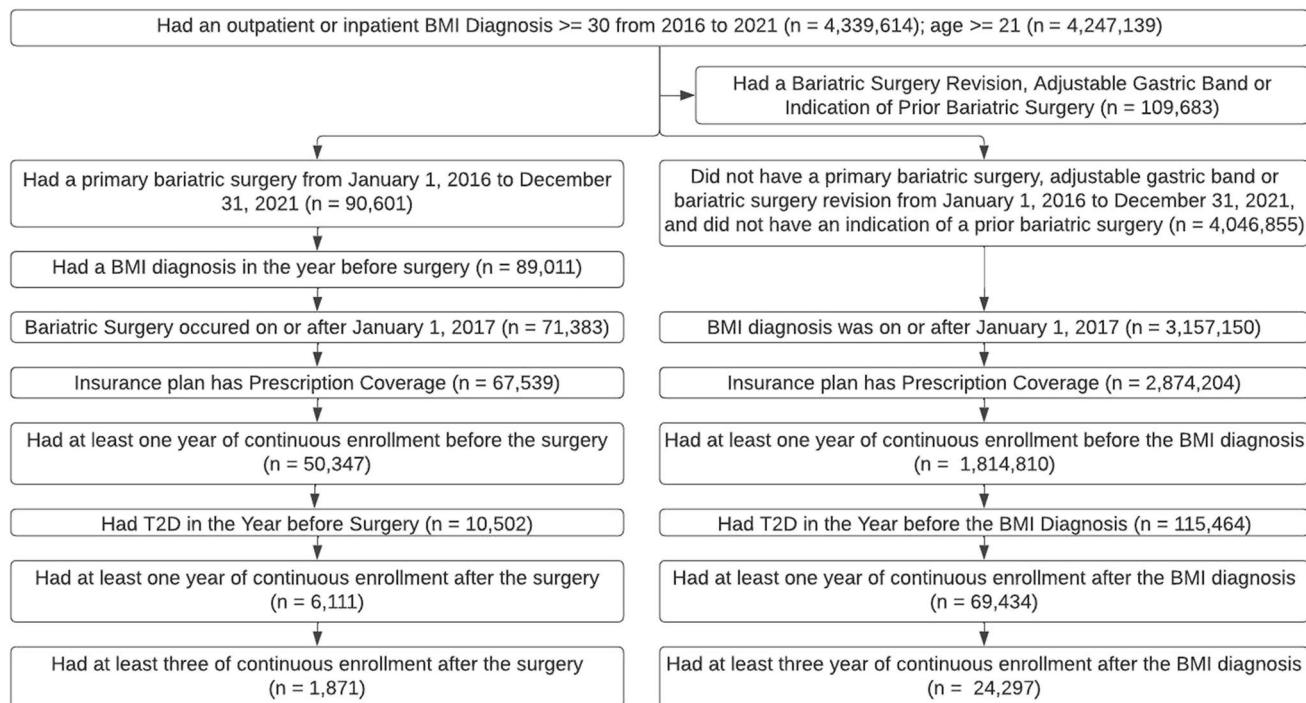 Had an outpatient or inpatient BMI Diagnosis >= 30 from 2016 to 2021 (n = 4,339,614); age >= 21 (n = 4,247,139)
Had a Bariatric Surgery Revision, Adjustable Gastric Band or
Indication of Prior Bariatric Surgery (n = 109,683)
Had a primary bariatric surgery from January 1, 2016 to December
31, 2021 (n = 90,601)
Had a BMI diagnosis in the year before surgery (n = 89,011)
Bariatric Surgery occured on or after January 1, 2017 (n = 71,383)
Insurance plan has Prescription Coverage (n = 67,539)
Had at least one year of continuous enrollment before the surgery
(n = 50,347)
Had T2D in the Year before Surgery (n = 10,502)
Had at least one year of continuous enrollment after the surgery
(n = 6,111)
Had at least three of continuous enrollment after the surgery
(n = 1,871)
Did not have a primary bariatric surgery, adjustable gastric band or
bariatric surgery revision from January 1, 2016 to December 31, 2021,
and did not have an indication of a prior bariatric surgery (n = 4,046,855)
BMI diagnosis was on or after January 1, 2017 (n = 3,157,150)
Insurance plan has Prescription Coverage (n = 2,874,204)
Had at least one year of continuous enrollment before the BMI diagnosis
(n = 1,814,810)
Had T2D in the Year before the BMI Diagnosis (n = 115,464)
Had at least one year of continuous enrollment after the BMI diagnosis
(n = 69,434)
Had at least three year of continuous enrollment after the BMI diagnosis
(n = 24,297)